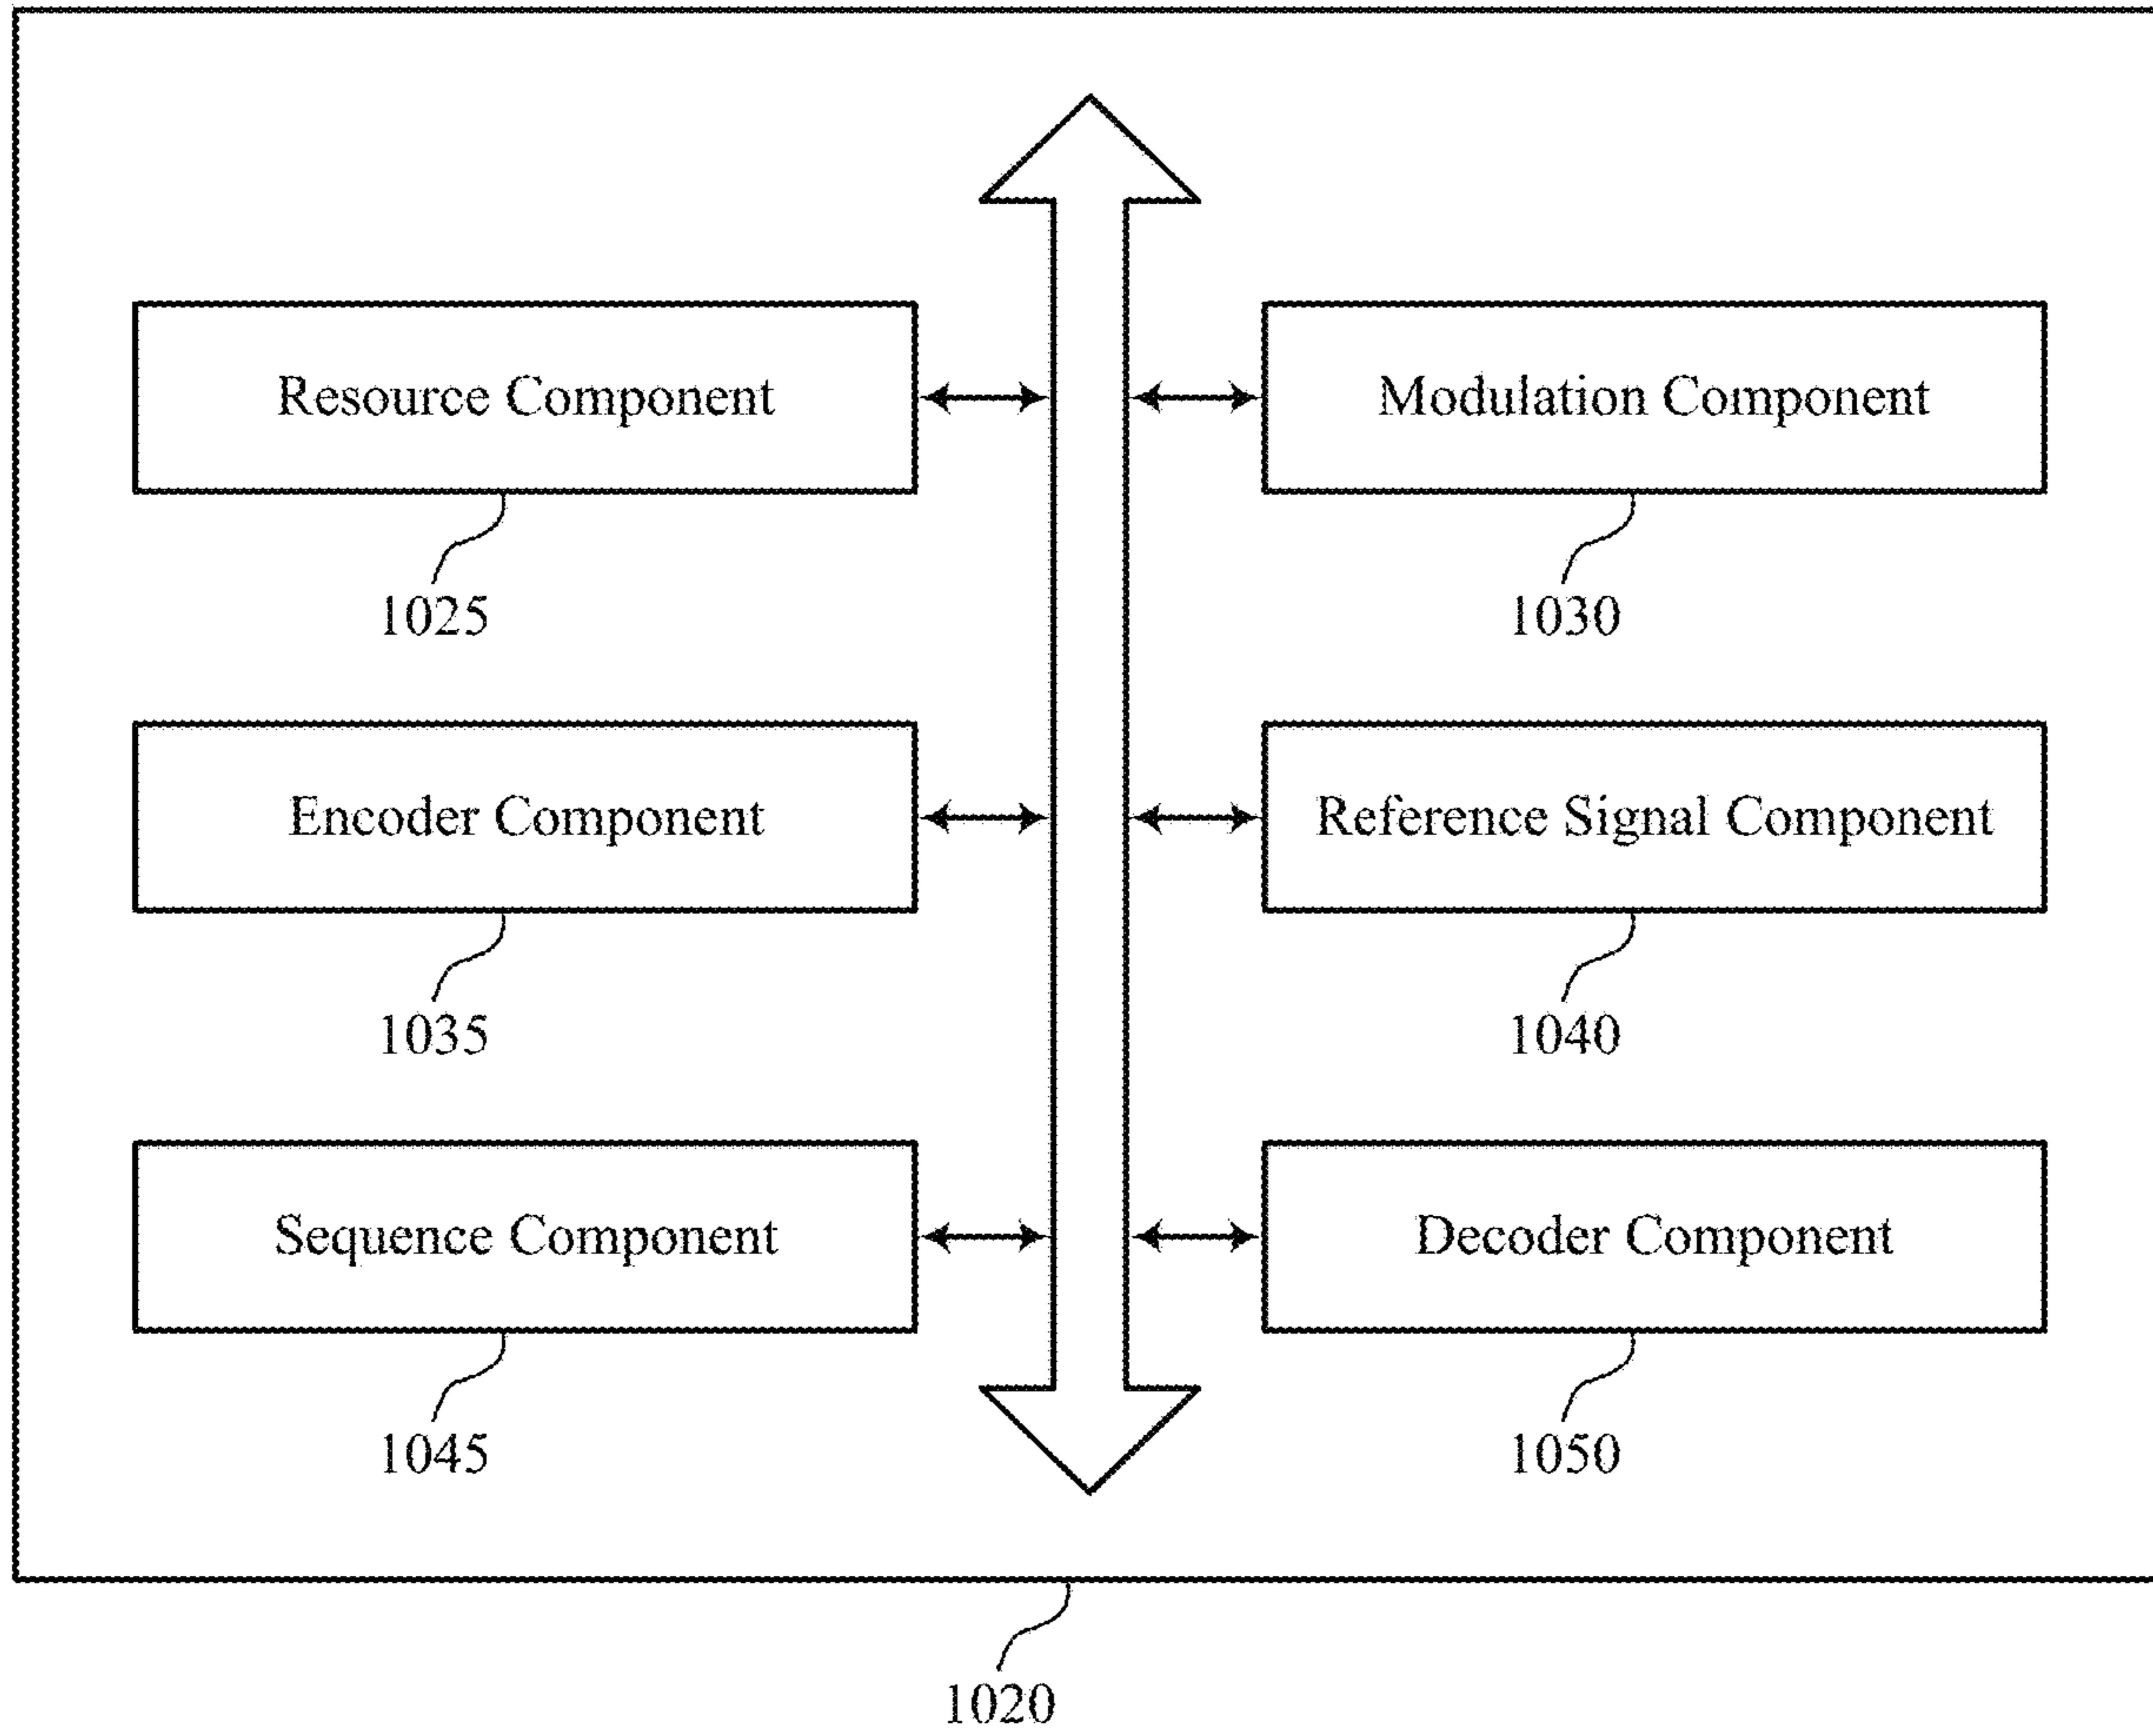 Resource Component
Modulation Component
1025
1030
Encoder Component
Reference Signal Component
1035
1040
Sequence Component
Decoder Component
1045
1050
1020